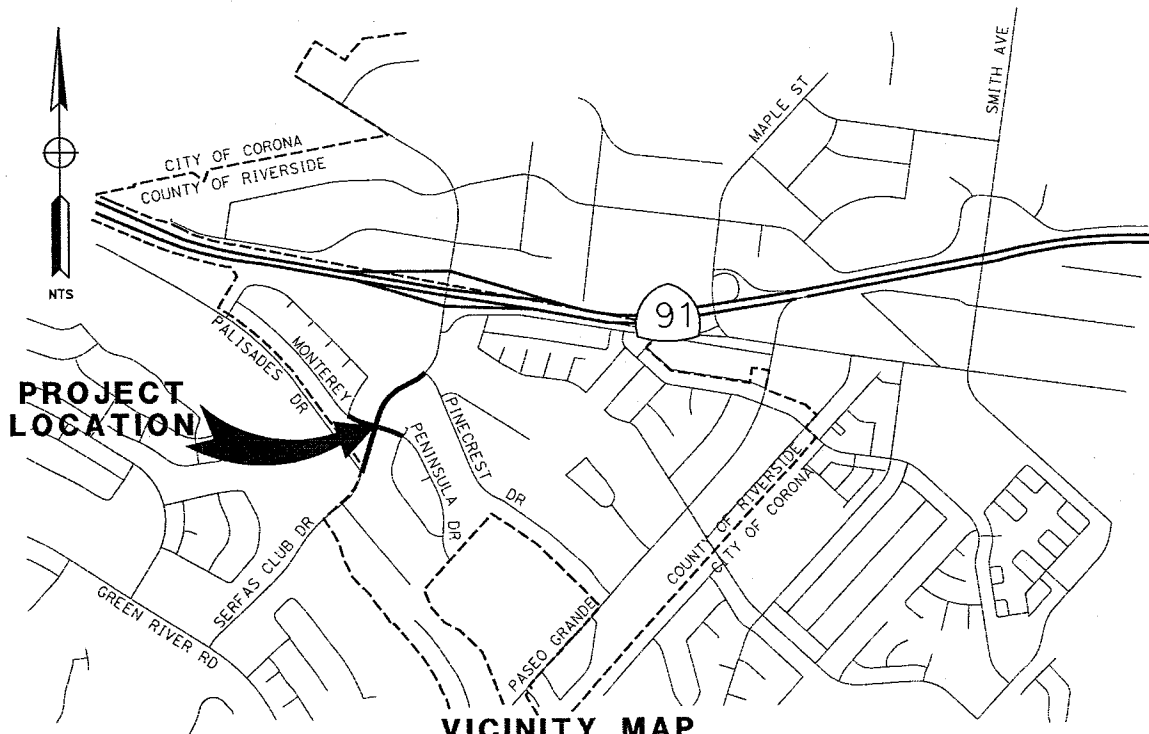 SMITH AVE
MAPLE ST
CITY OF CORONA
COUNTY OF RIVERSIDE
NTS
91
PALISADES DR
MONTEREY
PROJECT
LOCATION
PENINSULA DR
PINECREST DR
COUNTY OF RIVERSIDE
CITY OF CORONA
SERFAS CLUB DR
GREEN RIVER RD
PASEO GRANDE
VICINITY MAP